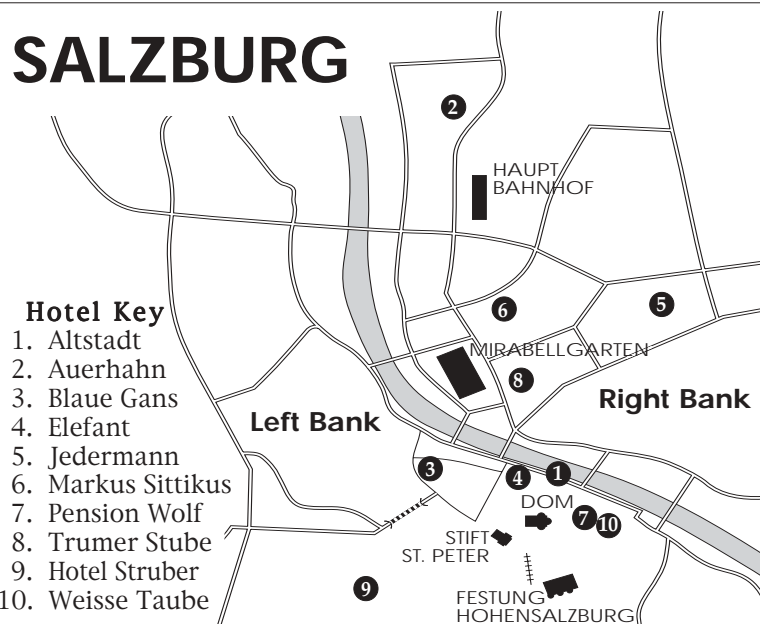 SALZBURG
2
HAUPT
BAHNHOF
Hotel Key
1. Altstadt
2. Auerhahn
3. Blaue Gans
4. Elefant
5. Jedermann
6. Markus Sittikus
7. Pension Wolf
8. Trumer Stube
9. Hotel Struber
10. Weisse Taube
6
5
MIRABELLGARTEN
8
Right Bank
Left Bank
3
4
1
DOM
7
10
STIFT
ST. PETER
9
FESTUNG
HOHENSALZBURG